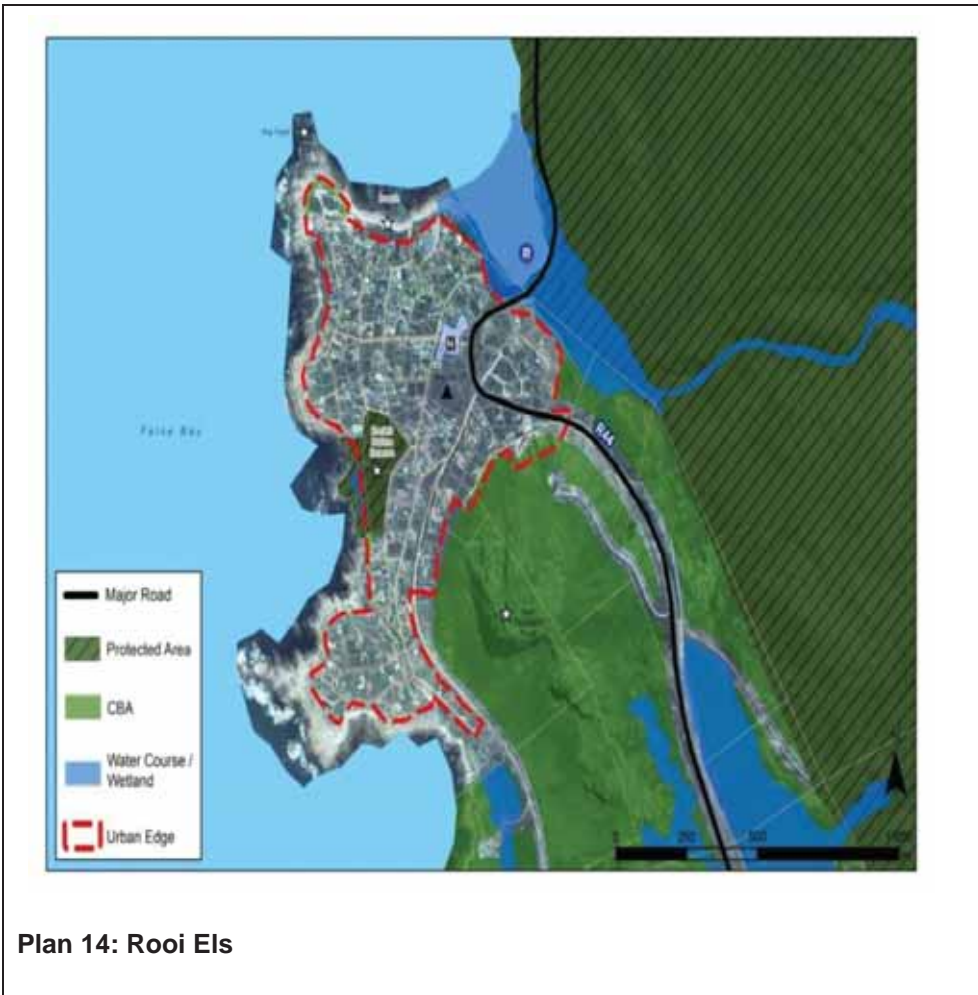 False Bay
R44
Major Road
Protected Area
CBA
Water Course /
Wetland
Urban Edge
0
250
500
Plan 14: Rooi Els